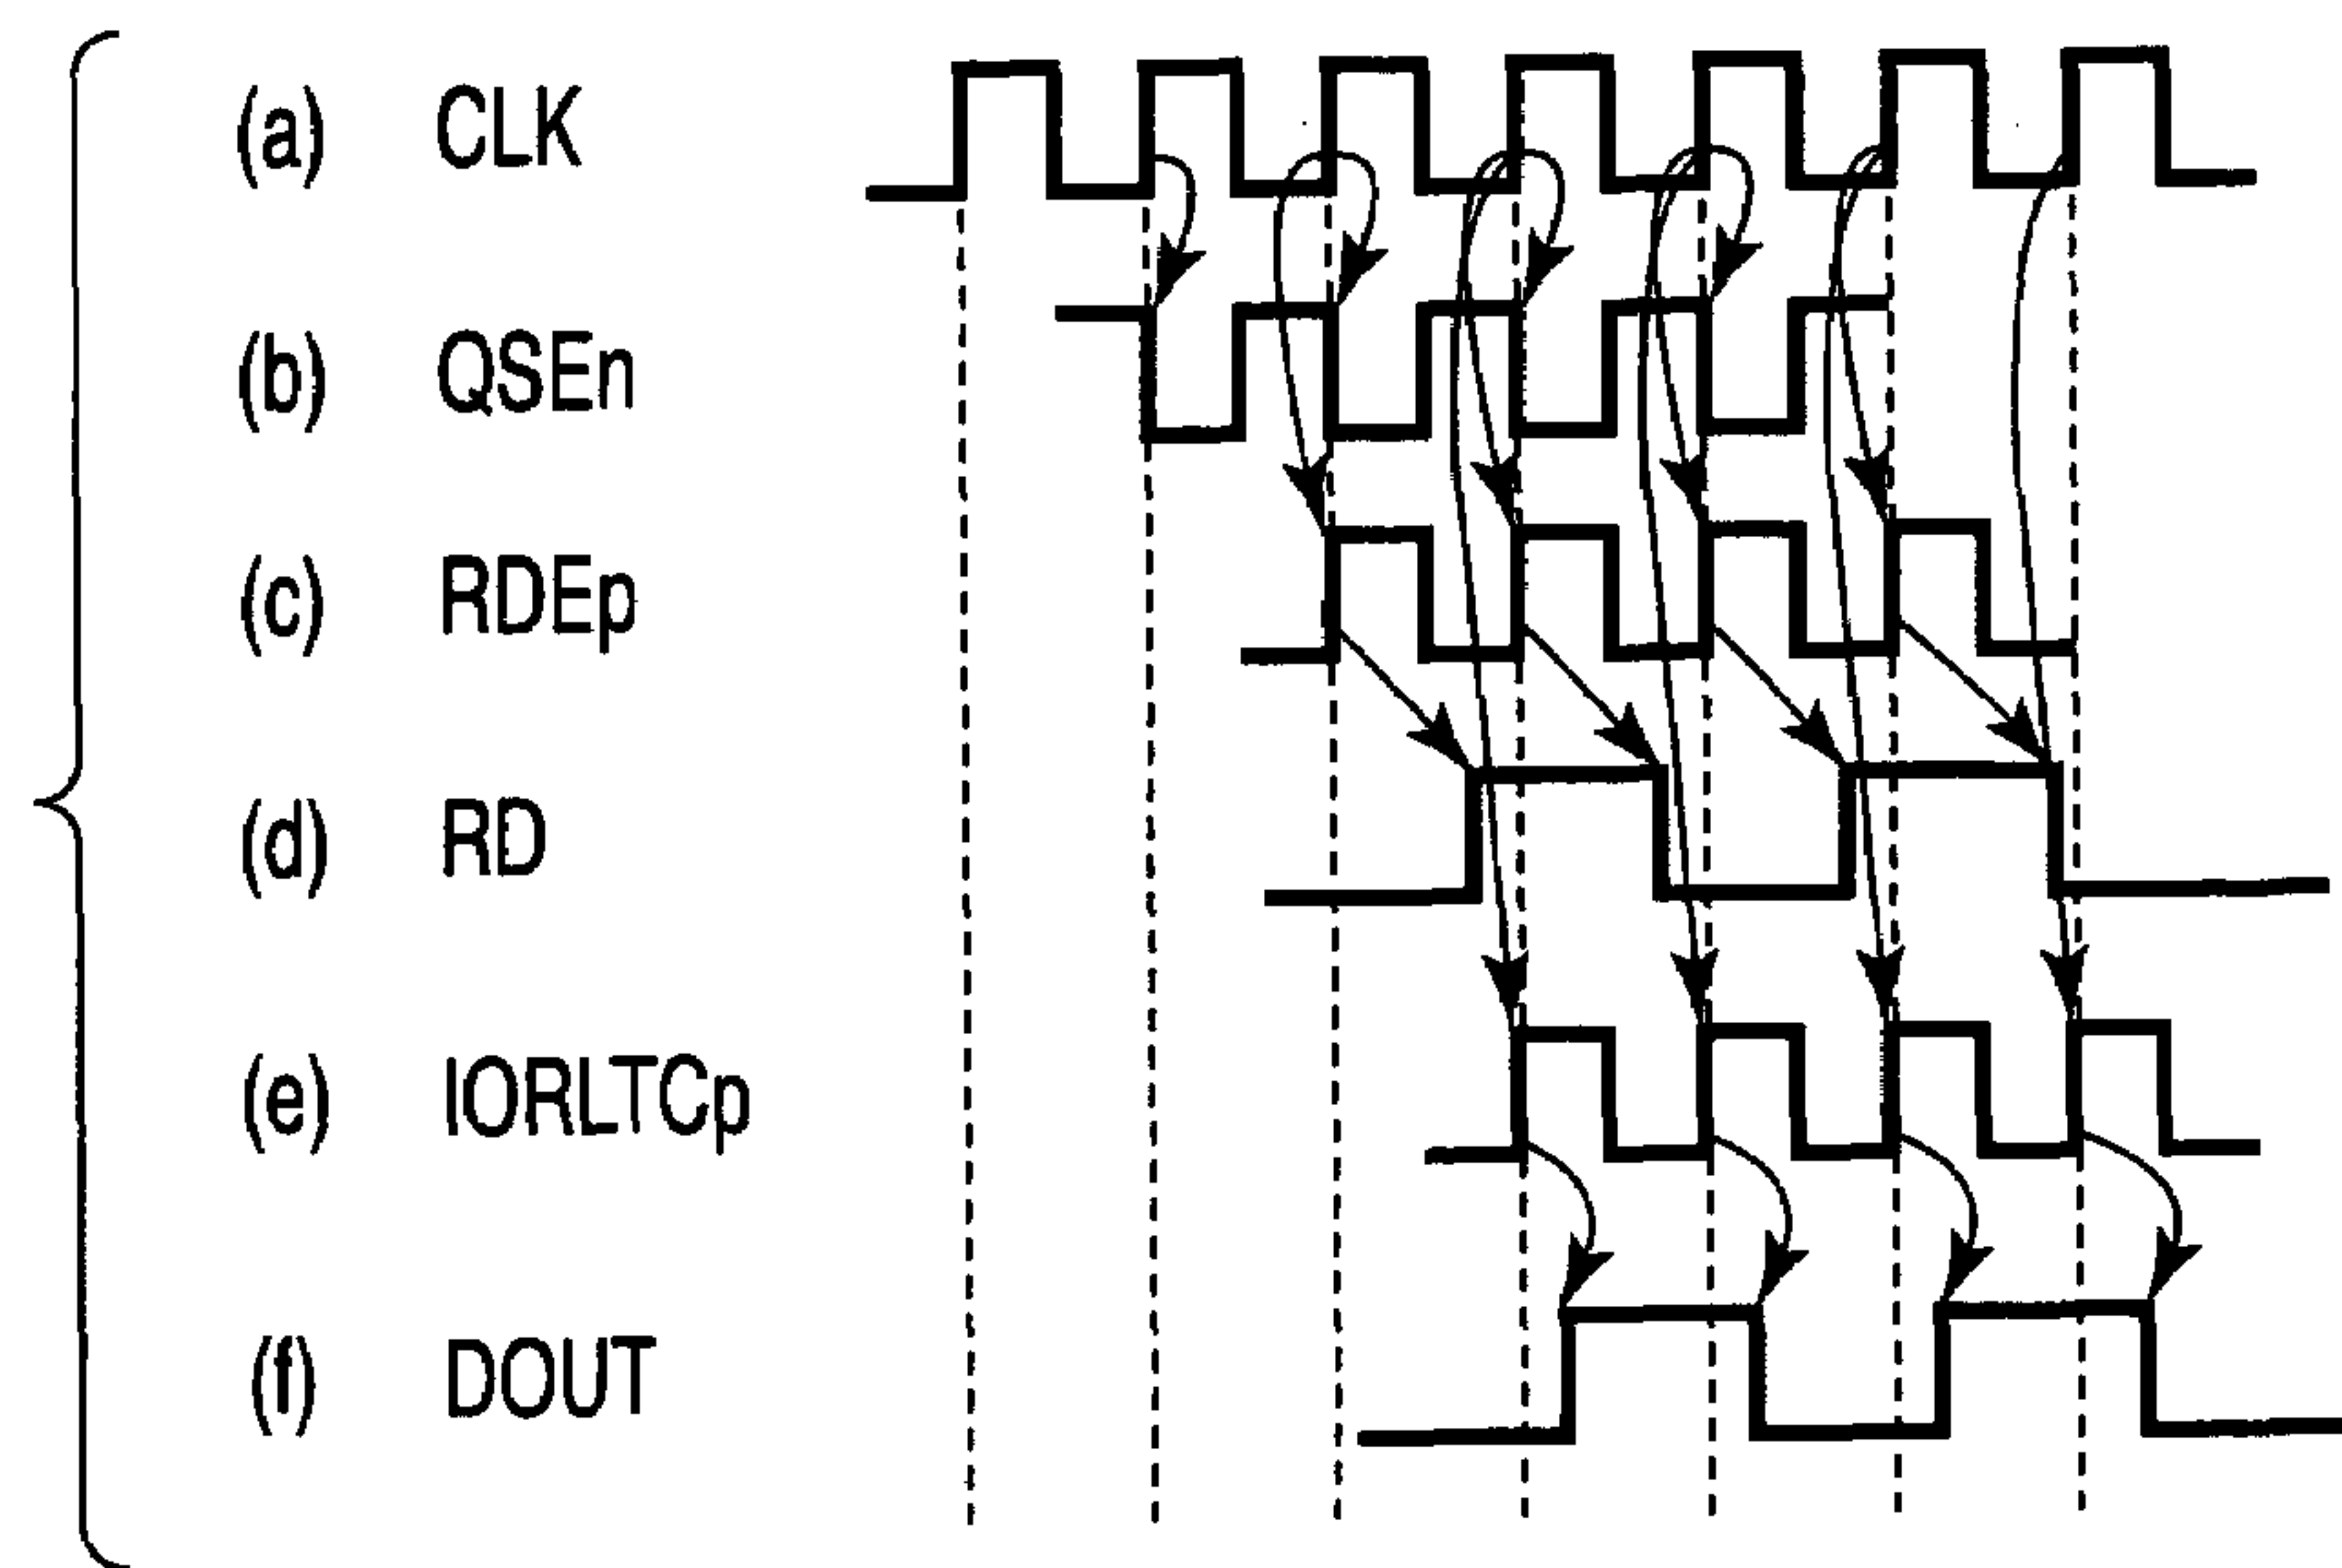 (a) CLK
(b) QSEn
(c) RDEp
(d) RD
(e) IORLTCp
(f) DOUT